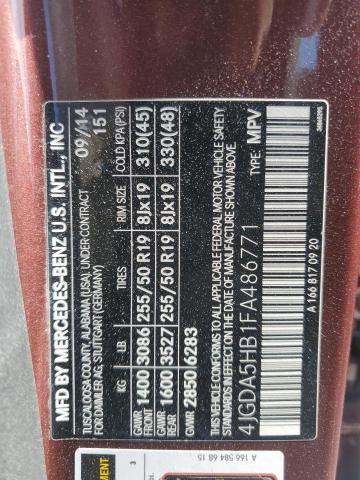 MFD BY MERCEDES-BENZ U.S. INTL., INC
TUSCALOOSA COUNTY, ALABAMA (USA), UNDER CONTRACT
FOR DAIMLER AG, STUTTGART (GERMANY)
09/14
151
KG LB TIRES RIM SIZE COLD KPA(PSI)
GAWR FRONT 1400 3086 255/50 R19 8Jx19 310(45)
GAWR REAR 1600 3527 255/50 R19 8Jx19 330(48)
GVWR 2850 6283
THIS VEHICLE CONFORMS TO ALL APPLICABLE FEDERAL MOTOR VEHICLE SAFETY
STANDARDS IN EFFECT ON THE DATE OF MANUFACTURE SHOWN ABOVE
4JGDA5HB1FA486771 TYPE: MPV
A 166 817 09 20
A 166 584 68 15
3